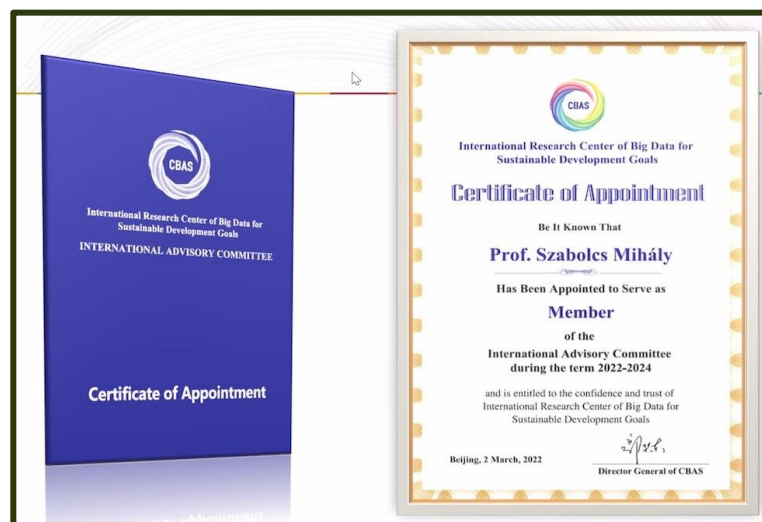 CBAS
International Research Center of Big Data for
Sustainable Development Goals
INTERNATIONAL ADVISORY COMMITTEE
Certificate of Appointment
CBAS
International Research Center of Big Data for
Sustainable Development Goals
Certificate of Appointment
Be It Known That
Prof. Szabolcs Mihály
Has Been Appointed to Serve as
Member
of the
International Advisory Committee
during the term 2022-2024
and is entitled to the confidence and trust of
International Research Center of Big Data for
Sustainable Development Goals
Beijing, 2 March, 2022
Director General of CBAS